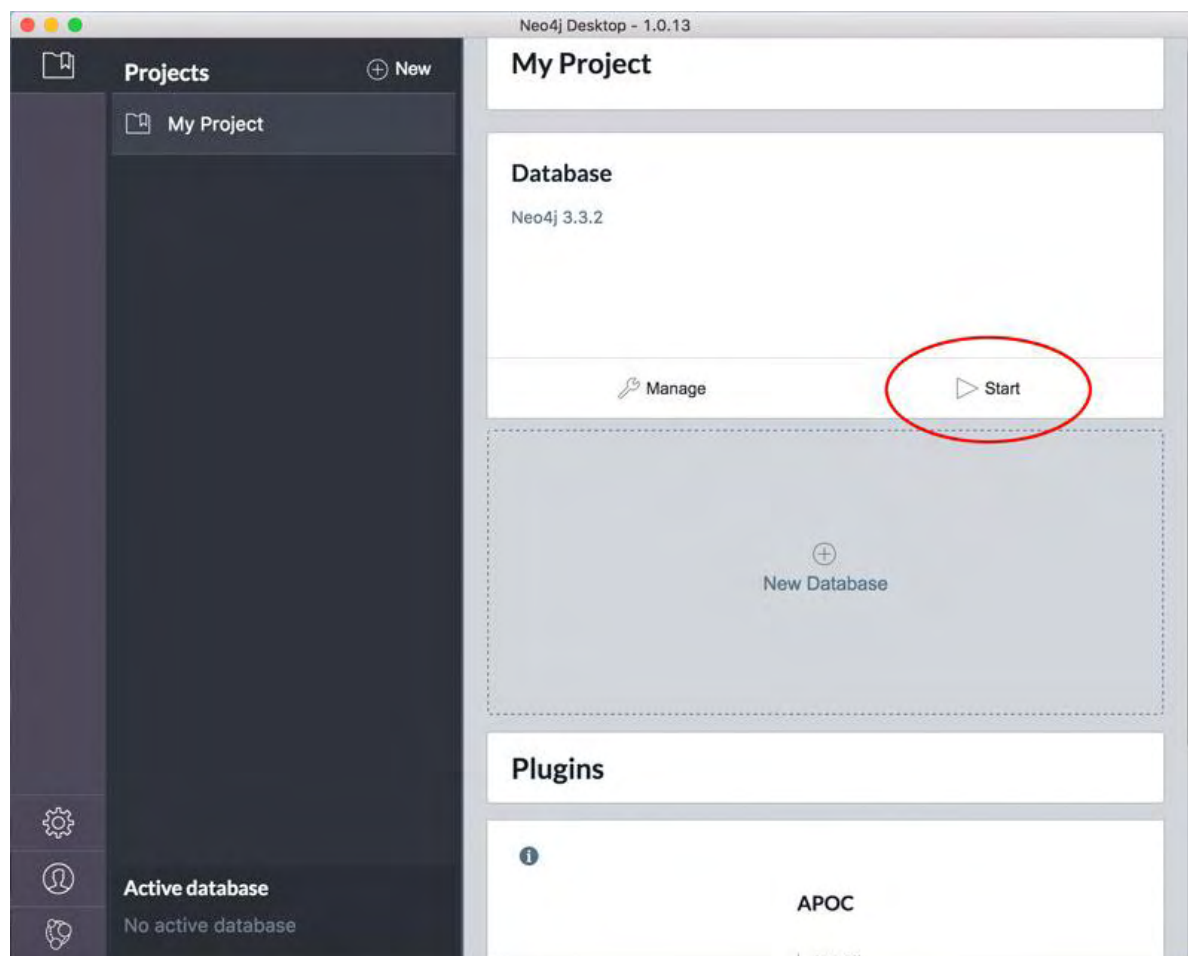 Neo4j Desktop - 1.0.13
Projects
New
My Project
Active database
No active database
My Project
Database
Neo4j 3.3.2
Manage
Start
New Database
Plugins
APOC